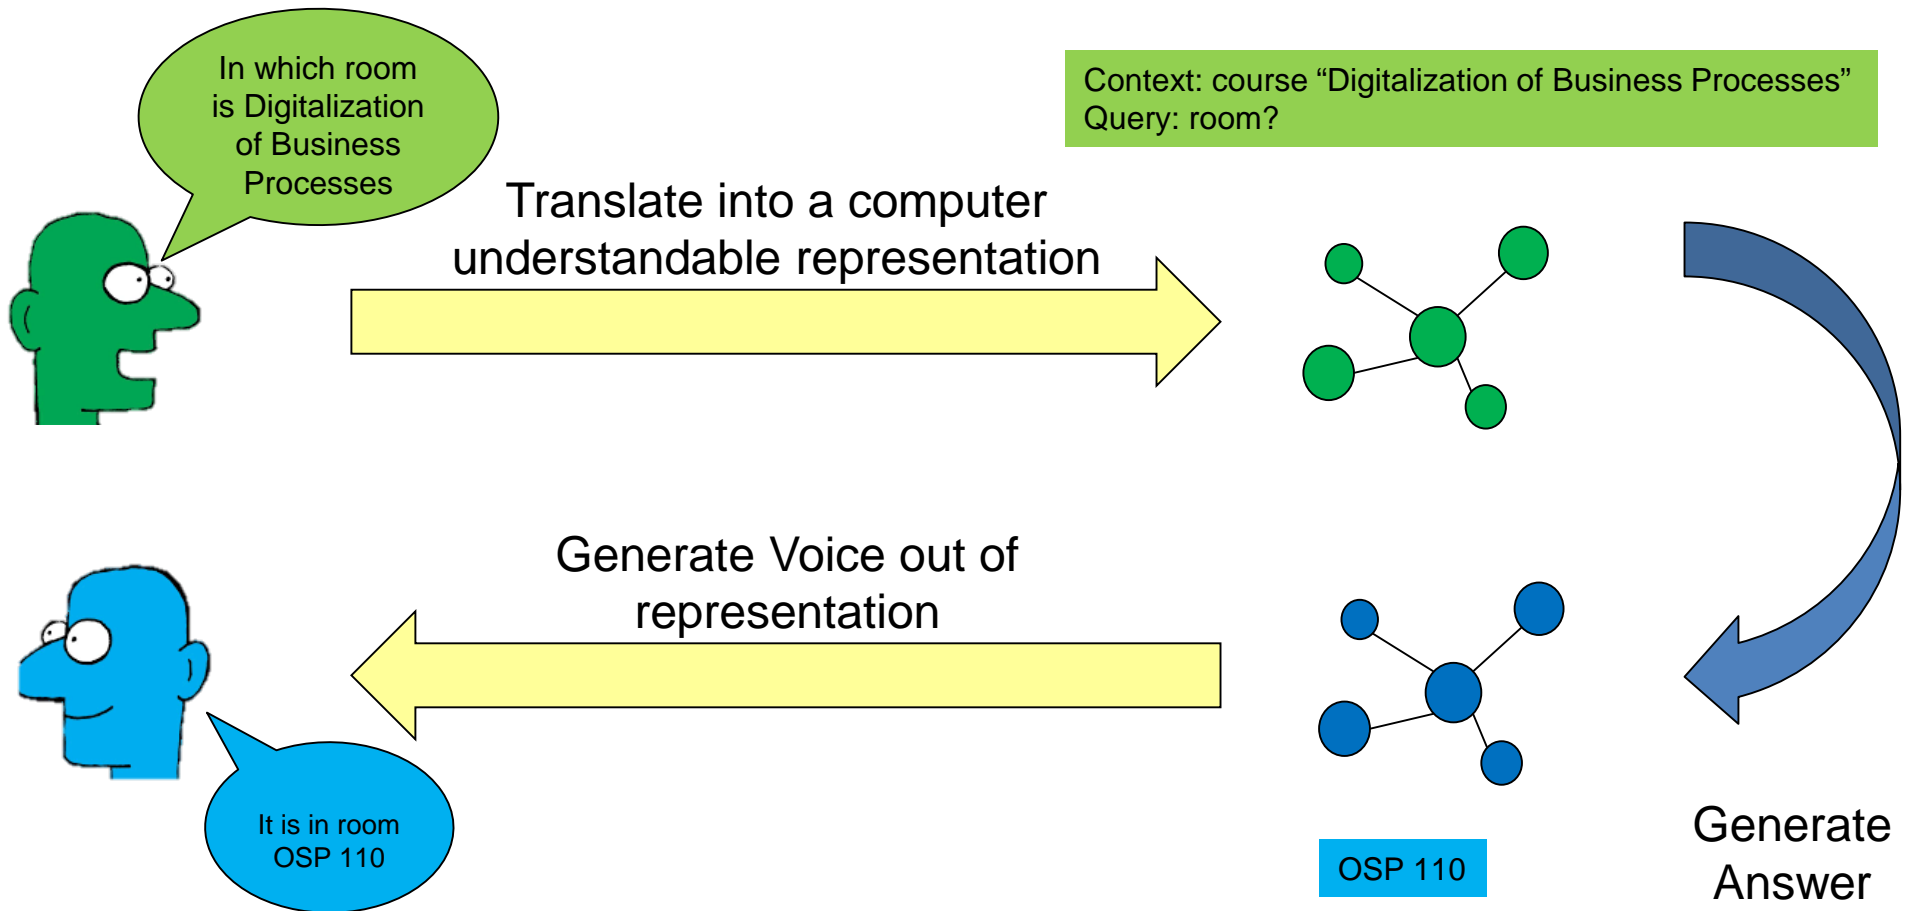 In which room
is Digitalization
of Business
Processes
Context: course “Digitalization of Business Processes”
Query: room?
Translate into a computer
understandable representation
Generate Voice out of
representation
It is in room
OSP 110
OSP 110
Generate
Answer